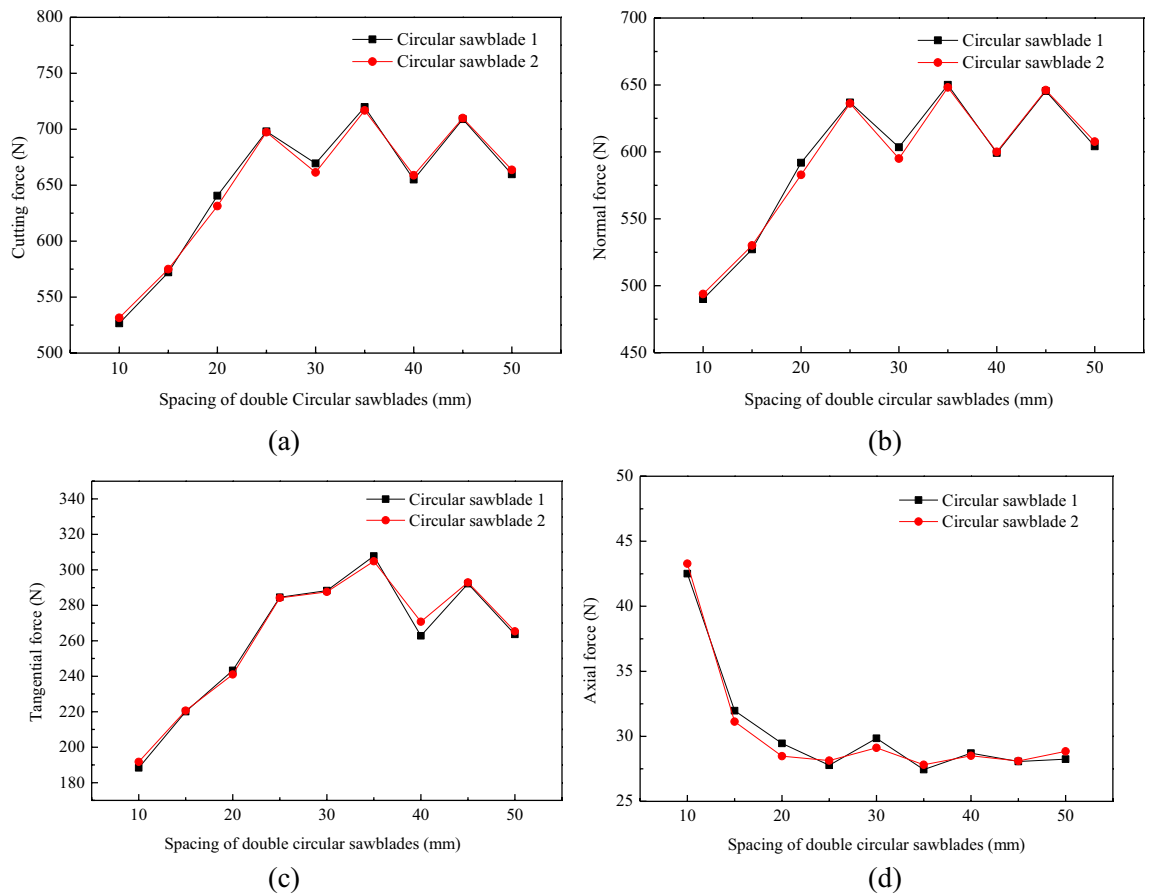 800
750
700
650
600
550
500
Cutting force (N)
Circular sawblade 1
Circular sawblade 2
10 20 30 40 50
Spacing of double Circular sawblades (mm)
(a)
700
650
600
550
500
450
Normal force (N)
Circular sawblade 1
Circular sawblade 2
10 20 30 40 50
Spacing of double circular sawblades (mm)
(b)
340
320
310
300
280
260
240
220
200
190
180
Tangential force (N)
Circular sawblade 1
Circular sawblade 2
10 20 30 40 50
Spacing of double circular sawblades (mm)
(c)
50
45
40
35
30
25
Axial force (N)
Circular sawblade 1
Circular sawblade 2
10 20 30 40 50
Spacing of double circular sawblades (mm)
(d)